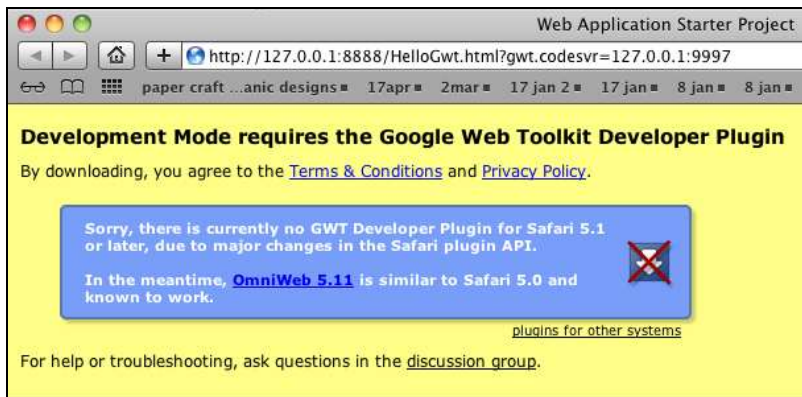 Web Application Starter Project
http://127.0.0.1:8888/HelloGwt.html?gwt.codesvr=127.0.0.1:9997
paper craft ...anic designs 17apr 2mar 17 jan 2 17 jan 8 jan 8 jan
Development Mode requires the Google Web Toolkit Developer Plugin
By downloading, you agree to the Terms & Conditions and Privacy Policy.
Sorry, there is currently no GWT Developer Plugin for Safari 5.1
or later, due to major changes in the Safari plugin API.
In the meantime, OmniWeb 5.11 is similar to Safari 5.0 and
known to work.
plugins for other systems
For help or troubleshooting, ask questions in the discussion group.